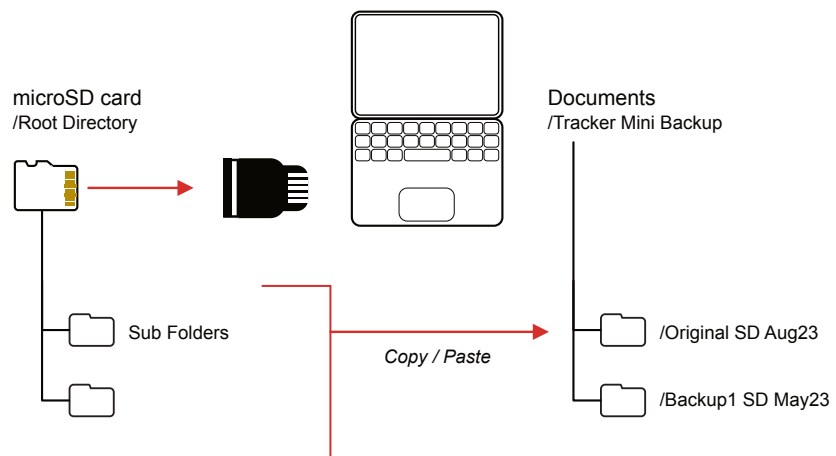 microSD card
/Root Directory
Documents
/Tracker Mini Backup
Sub Folders
Copy / Paste
/Original SD Aug23
/Backup1 SD May23